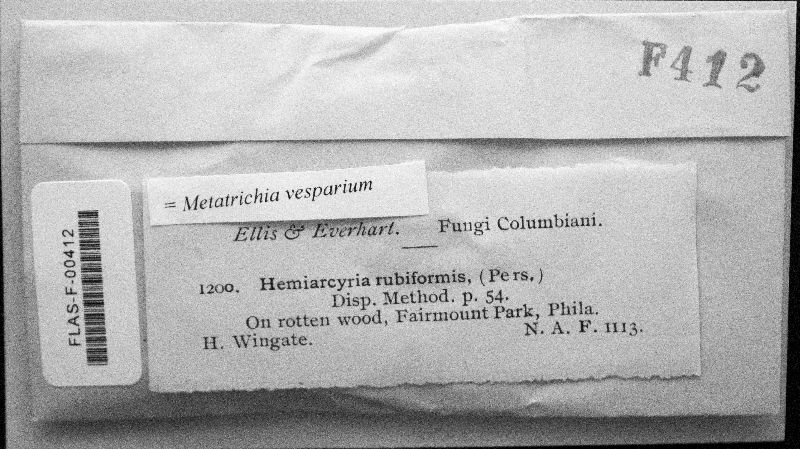 F412
= Metatrichia vesparium
Ellis & Everhart. Fungi Columbiani.
1200. Hemiarcyria rubiformis, (Pers.)
Disp. Method. p. 54.
On rotten wood, Fairmount Park, Phila.
H. Wingate. N. A. F. 1113.
FLAS-F-00412